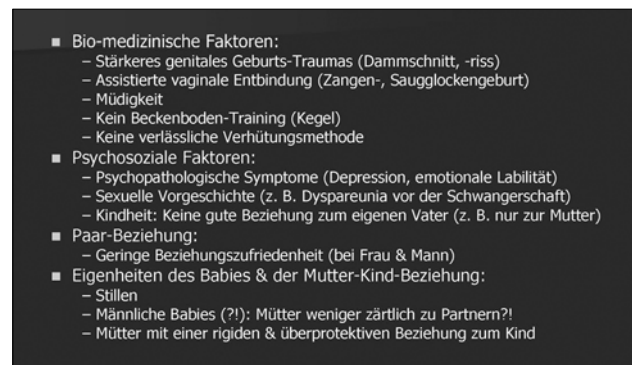 ■ Bio-medizinische Faktoren:
– Stärkeres genitales Geburts-Traumas (Dammschnitt, -riss)
– Assistierte vaginale Entbindung (Zangen-, Saugglockengeburt)
– Müdigkeit
– Kein Beckenboden-Training (Kegel)
– Keine verlässliche Verhütungsmethode
■ Psychosoziale Faktoren:
– Psychopathologische Symptome (Depression, emotionale Labilität)
– Sexuelle Vorgeschichte (z. B. Dyspareunia vor der Schwangerschaft)
– Kindheit: Keine gute Beziehung zum eigenen Vater (z. B. nur zur Mutter)
■ Paar-Beziehung:
– Geringe Beziehungszufriedenheit (bei Frau & Mann)
■ Eigenheiten des Babies & der Mutter-Kind-Beziehung:
– Stillen
– Männliche Babies (?!): Mütter weniger zärtlich zu Partnern?!
– Mütter mit einer rigiden & überprotektiven Beziehung zum Kind